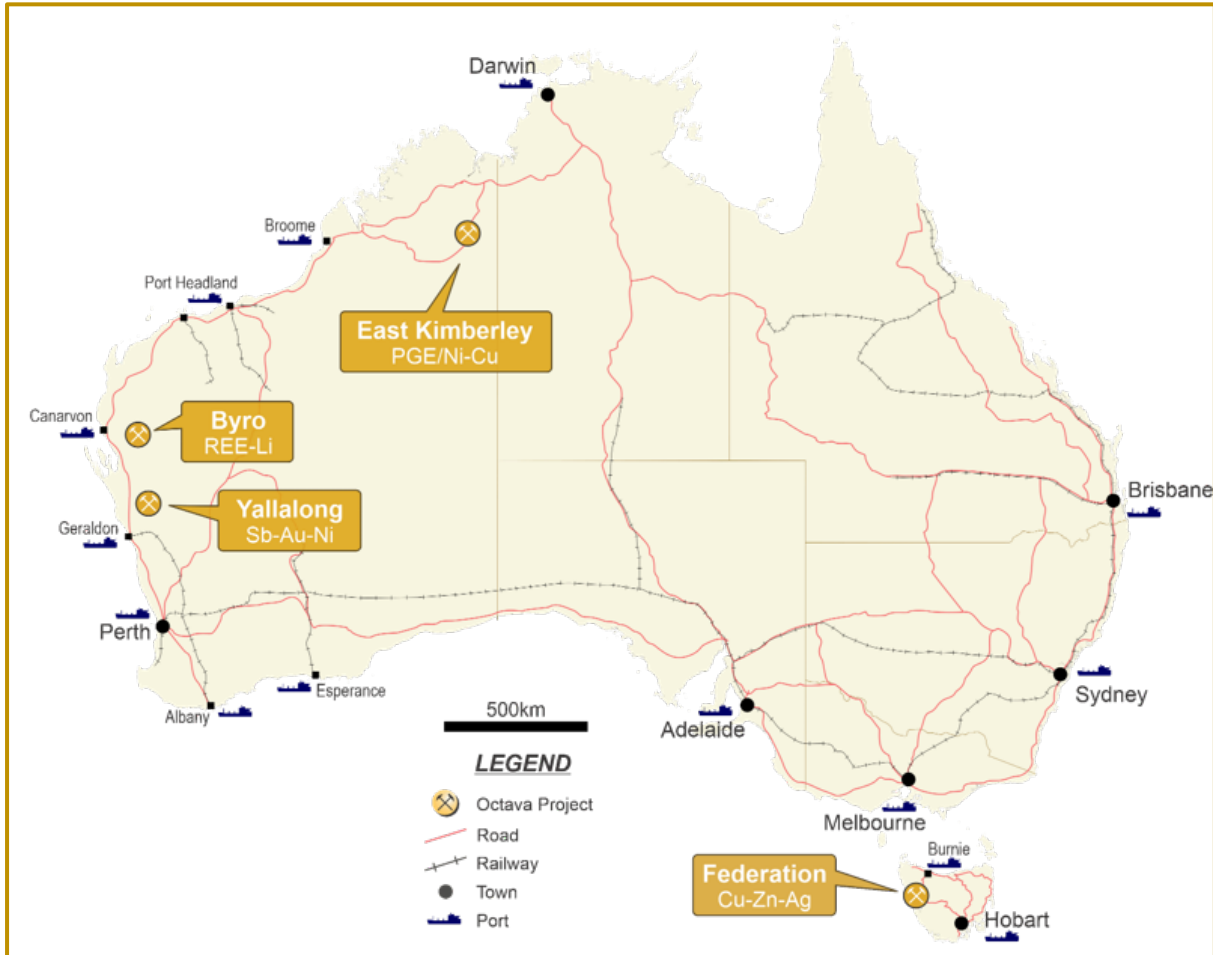 Darwin
Broome
Port Headland
East Kimberley
PGE/Ni-Cu
Canarvon
Byro
REE-Li
Yallalong
Sb-Au-Ni
Geraldon
Brisbane
Perth
Esperance
Albany
500km
Adelaide
Sydney
LEGEND
Octava Project
Road
Railway
Town
Port
Melbourne
Burnie
Federation
Cu-Zn-Ag
Hobart